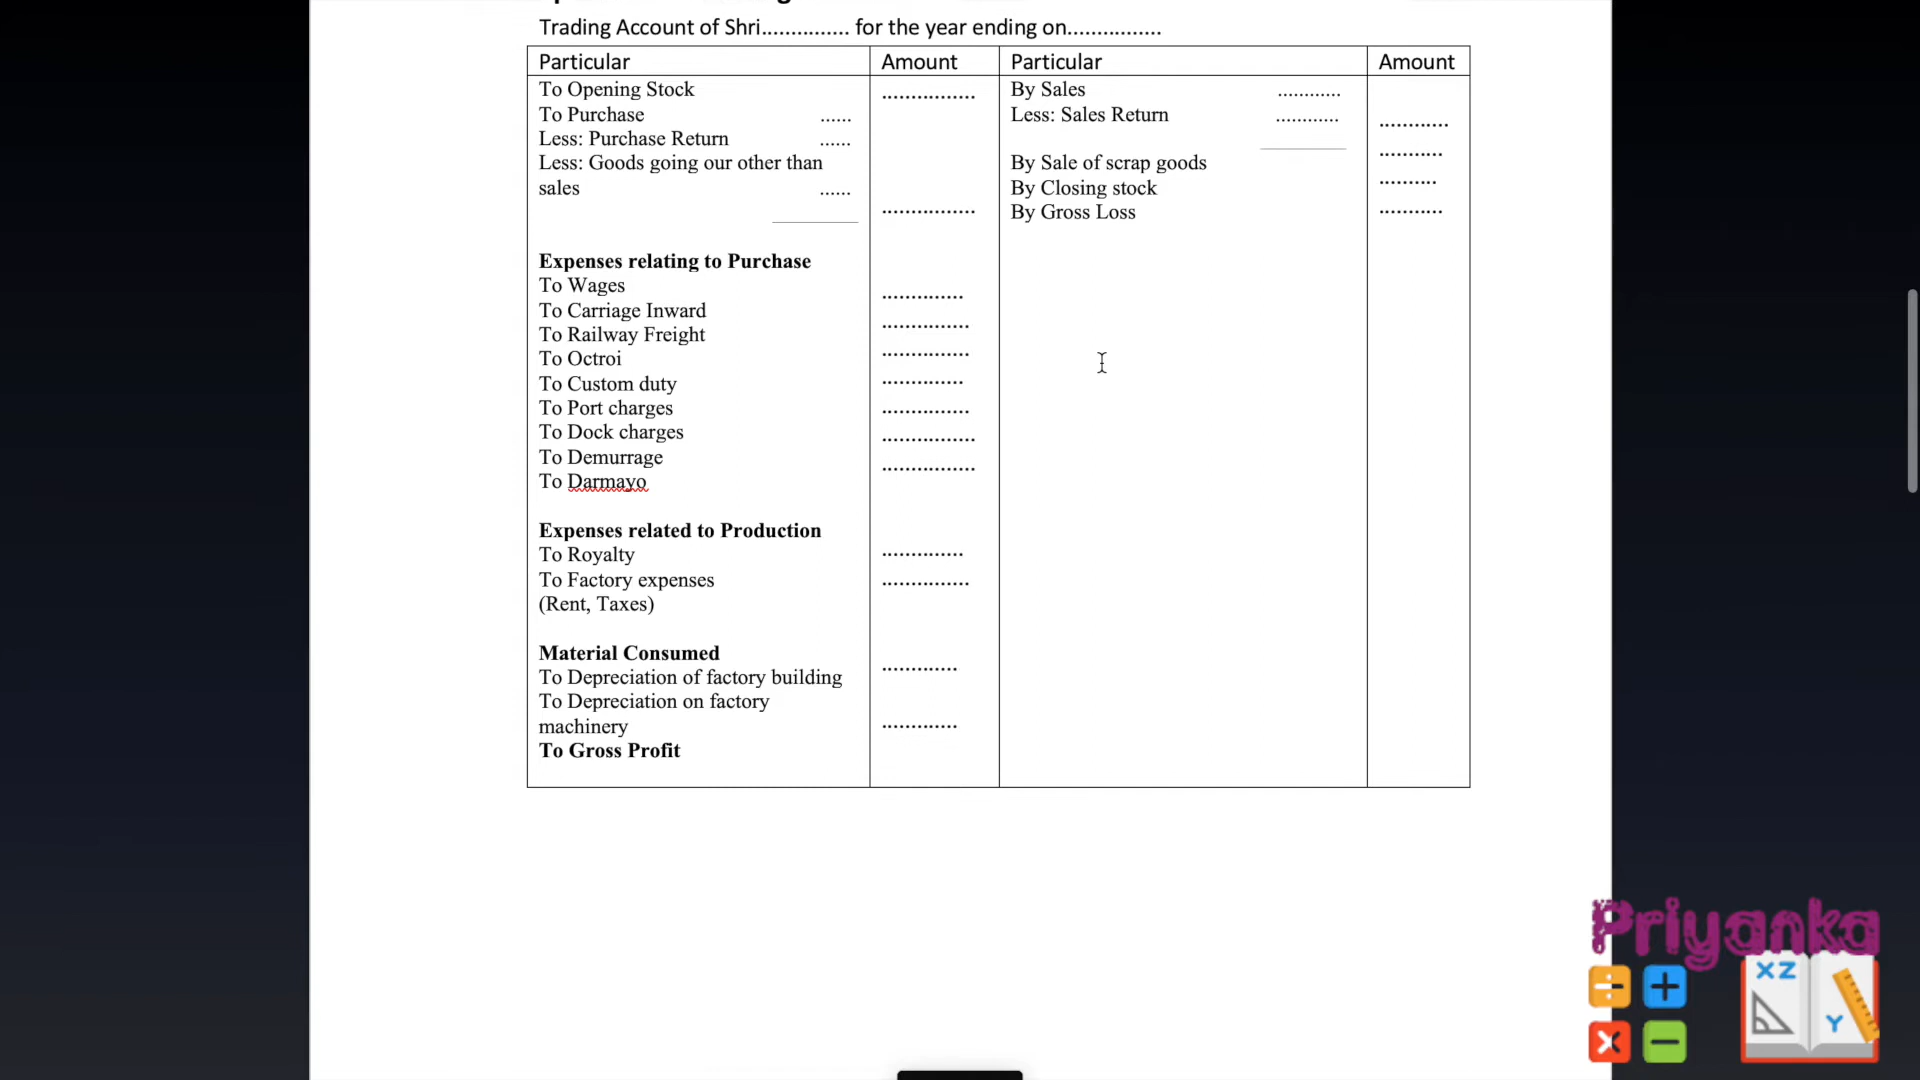 Trading Account of Shri............... for the year ending on................
Particular Amount Particular Amount
To Opening Stock ................
To Purchase ......
Less: Purchase Return ......
Less: Goods going our other than
sales ......
................
Expenses relating to Purchase
To Wages ..............
To Carriage Inward ...............
To Railway Freight ...............
To Octroi ..............
To Custom duty ...............
To Port charges ................
To Dock charges ................
To Demurrage
To Darmayo
Expenses related to Production
To Royalty ..............
To Factory expenses ...............
(Rent, Taxes)
Material Consumed
To Depreciation of factory building .............
To Depreciation on factory
machinery .............
To Gross Profit
By Sales ............
Less: Sales Return ............ ............
By Sale of scrap goods ...........
By Closing stock ..........
By Gross Loss ...........
Priyanka
XZ
Y